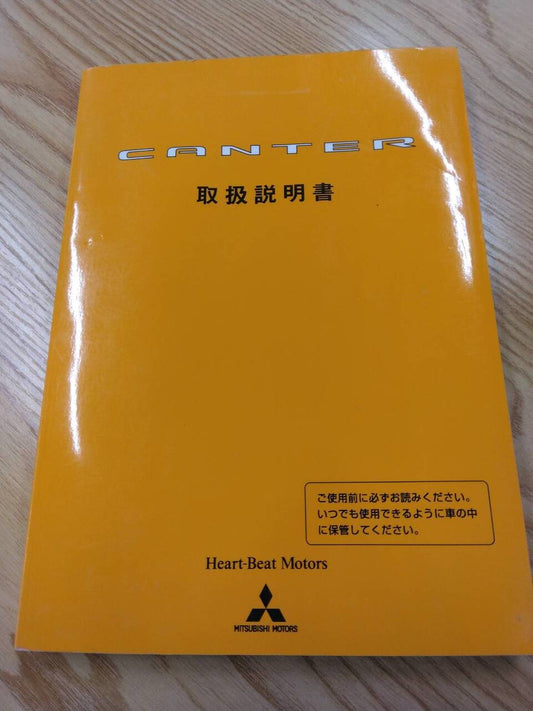 CANTER
取扱説明書
ご使用前に必ずお読みください。
いつでも使用できるように車の中
に保管してください。
Heart-Beat Motors
MITSUBISHI MOTORS